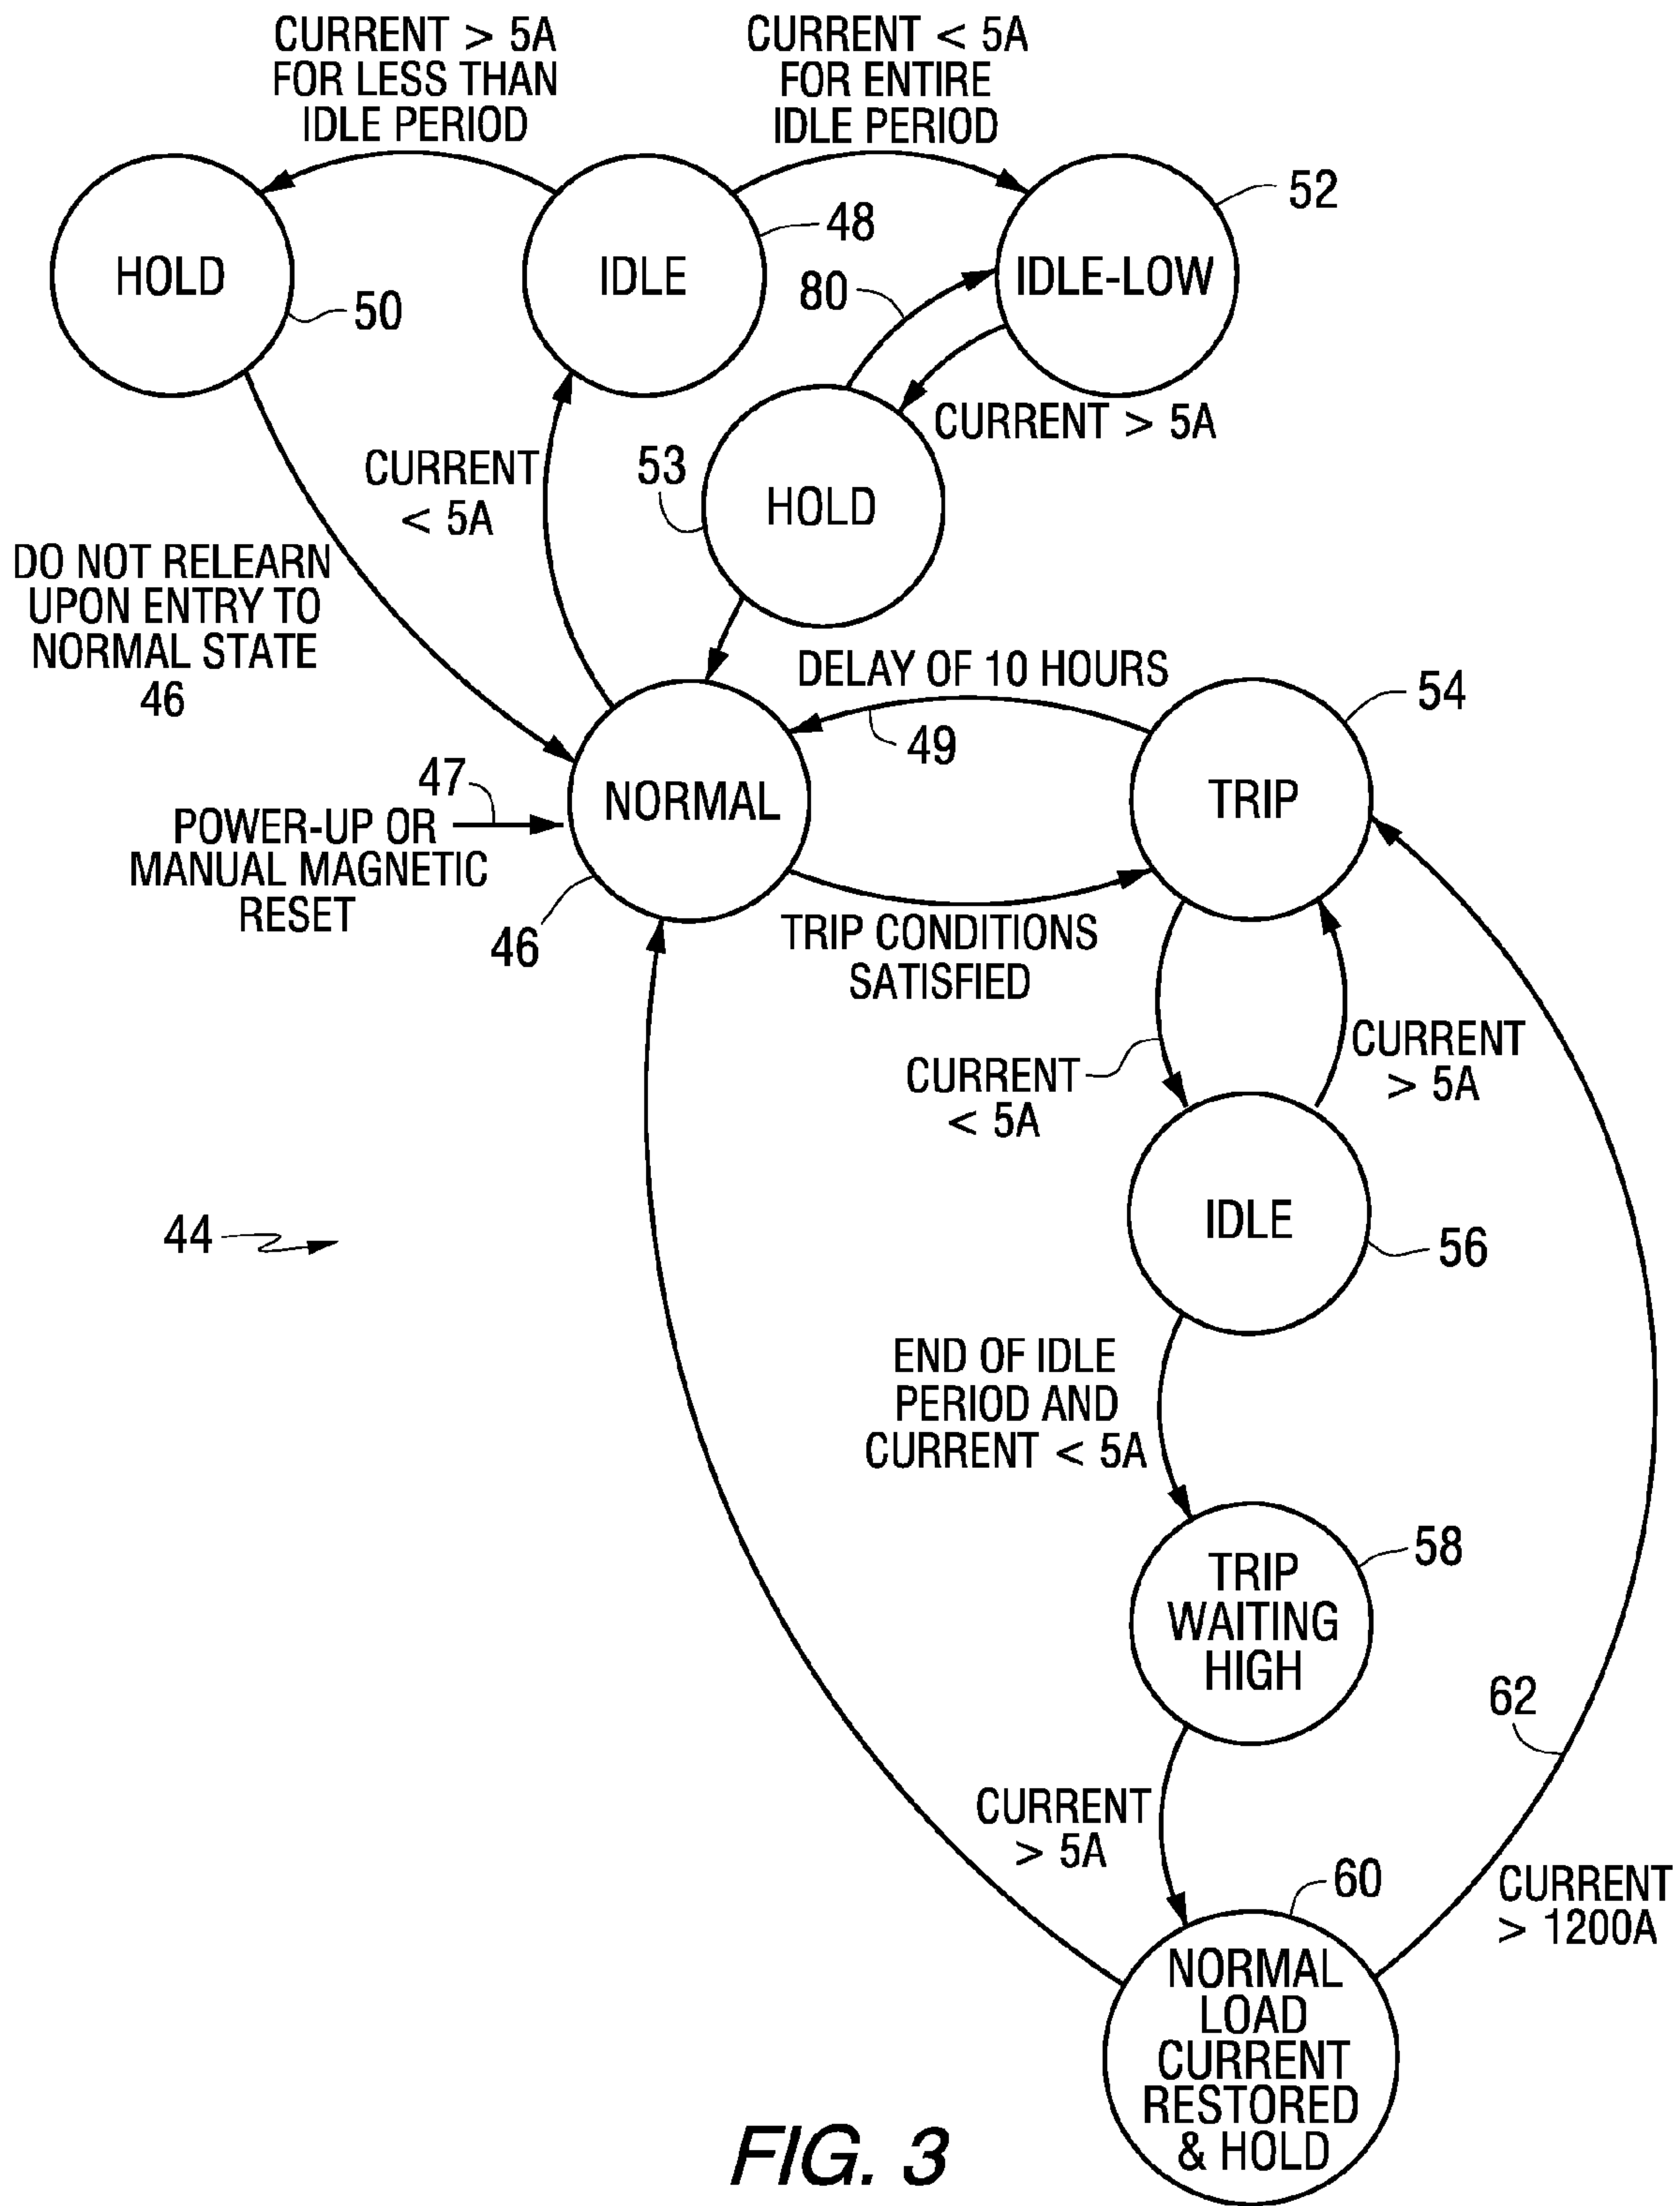 CURRENT > 5A
FOR LESS THAN
IDLE PERIOD
CURRENT < 5A
FOR ENTIRE
IDLE PERIOD
HOLD
50
IDLE
48
IDLE-LOW
52
80
CURRENT > 5A
HOLD
53
CURRENT
< 5A
DO NOT RELEARN
UPON ENTRY TO
NORMAL STATE
46
DELAY OF 10 HOURS
49
54
47
POWER-UP OR
MANUAL MAGNETIC
RESET
NORMAL
46
TRIP
TRIP CONDITIONS
SATISFIED
CURRENT
< 5A
CURRENT
> 5A
44
IDLE
56
END OF IDLE
PERIOD AND
CURRENT < 5A
TRIP
WAITING
HIGH
58
62
CURRENT
> 5A
60
CURRENT
> 1200A
NORMAL
LOAD
CURRENT
RESTORED
& HOLD
FIG. 3